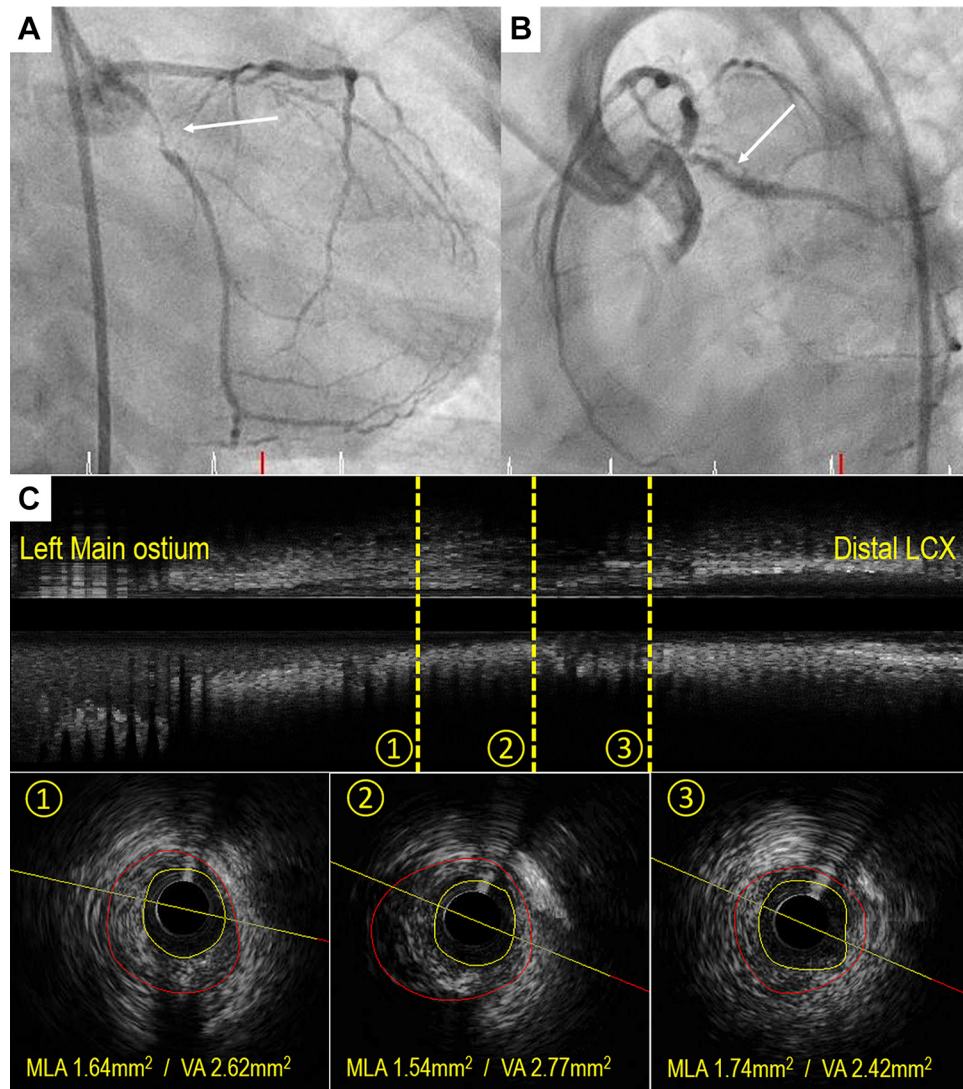 A
B
C
Left Main ostium
Distal LCX
①
②
③
①
②
③
MLA 1.64mm² / VA 2.62mm²
MLA 1.54mm² / VA 2.77mm²
MLA 1.74mm² / VA 2.42mm²